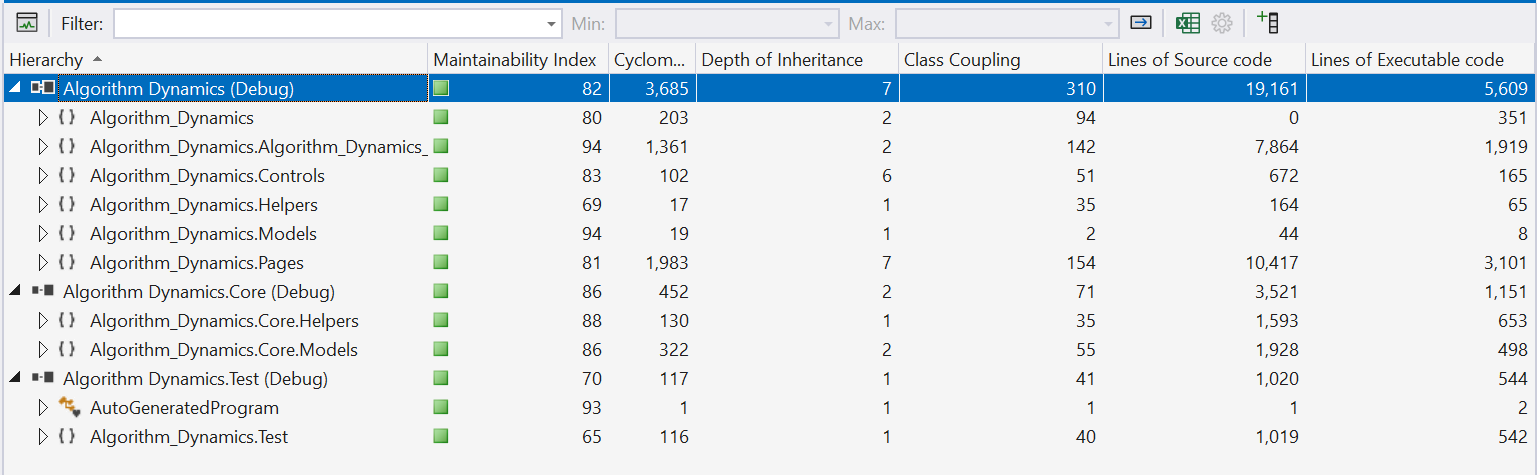 Filter: Min: Max:
Hierarchy Maintainability Index Cyclom... Depth of Inheritance Class Coupling Lines of Source code Lines of Executable code
Algorithm Dynamics (Debug) 82 3,685 7 310 19,161 5,609
{ } Algorithm_Dynamics 80 203 2 94 0 351
{ } Algorithm_Dynamics.Algorithm_Dynamics_ 94 1,361 2 142 7,864 1,919
{ } Algorithm_Dynamics.Controls 83 102 6 51 672 165
{ } Algorithm_Dynamics.Helpers 69 17 1 35 164 65
{ } Algorithm_Dynamics.Models 94 19 1 2 44 8
{ } Algorithm_Dynamics.Pages 81 1,983 7 154 10,417 3,101
Algorithm Dynamics.Core (Debug) 86 452 2 71 3,521 1,151
{ } Algorithm_Dynamics.Core.Helpers 88 130 1 35 1,593 653
{ } Algorithm_Dynamics.Core.Models 86 322 2 55 1,928 498
Algorithm Dynamics.Test (Debug) 70 117 1 41 1,020 544
AutoGeneratedProgram 93 1 1 1 1 2
{ } Algorithm_Dynamics.Test 65 116 1 40 1,019 542